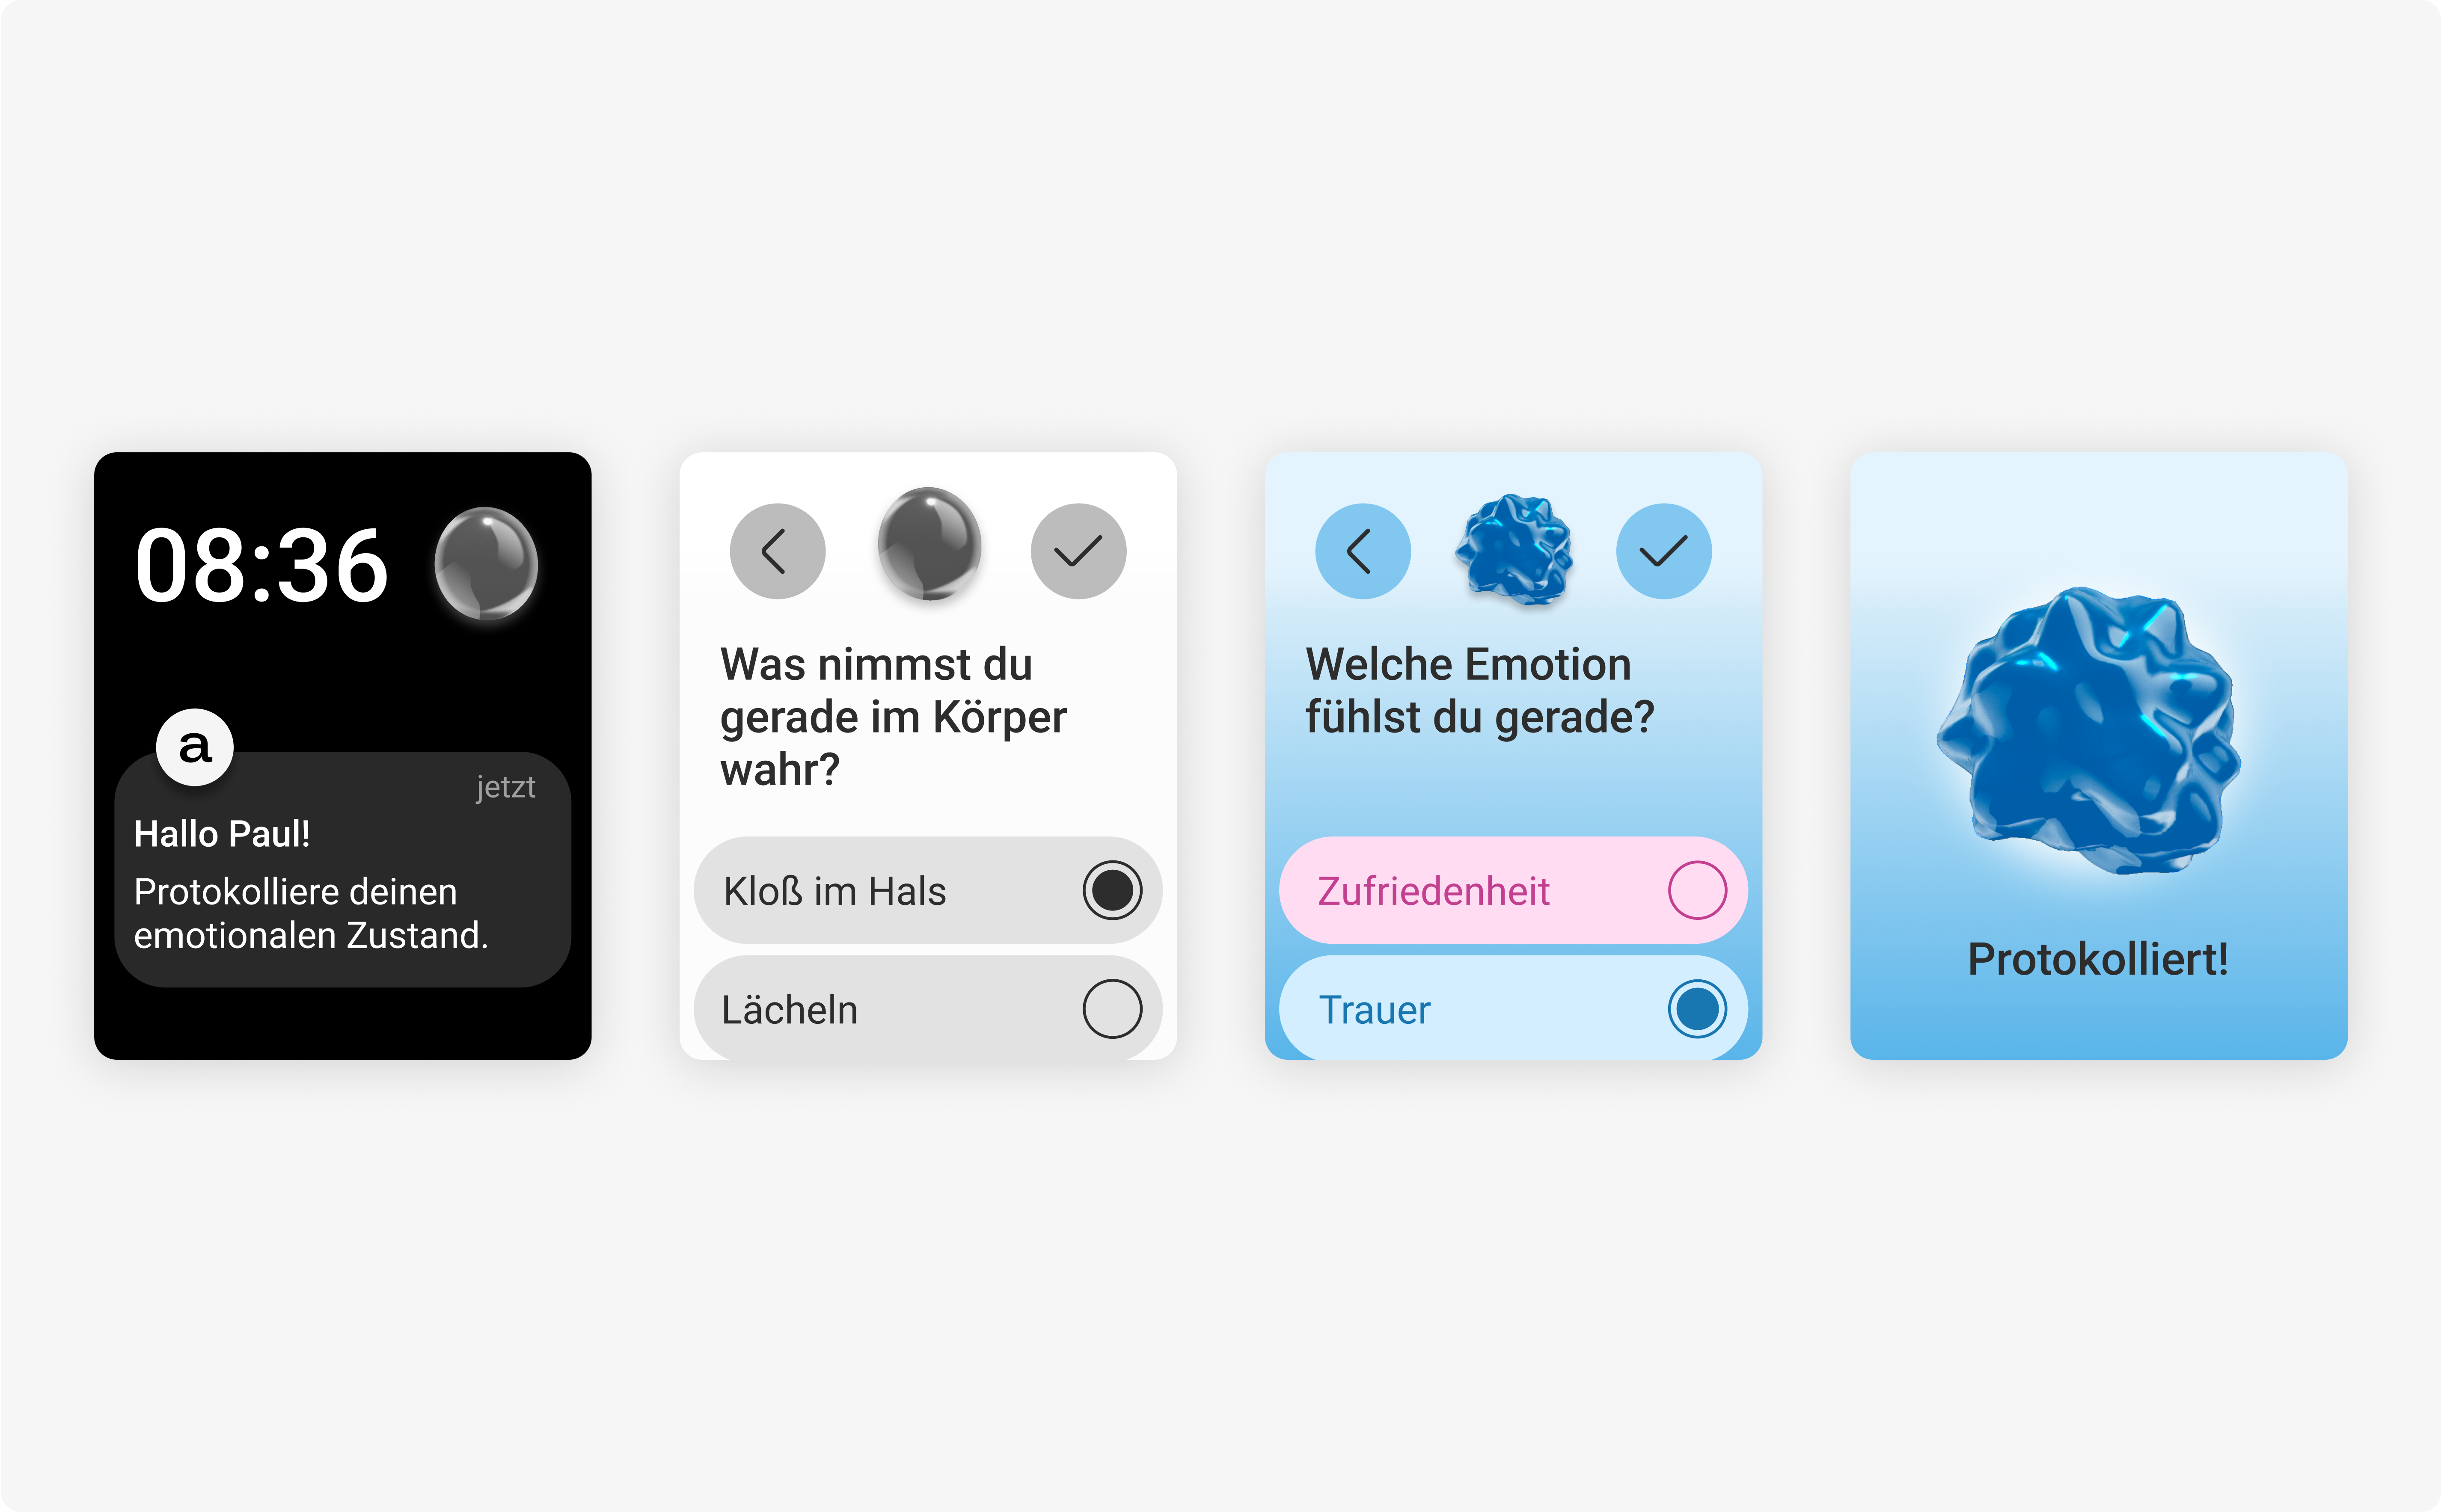 08:36
a
jetzt
Hallo Paul!
Protokolliere deinen
emotionalen Zustand.
Was nimmst du
gerade im Körper
wahr?
Kloß im Hals
Lächeln
Welche Emotion
fühlst du gerade?
Zufriedenheit
Trauer
Protokolliert!